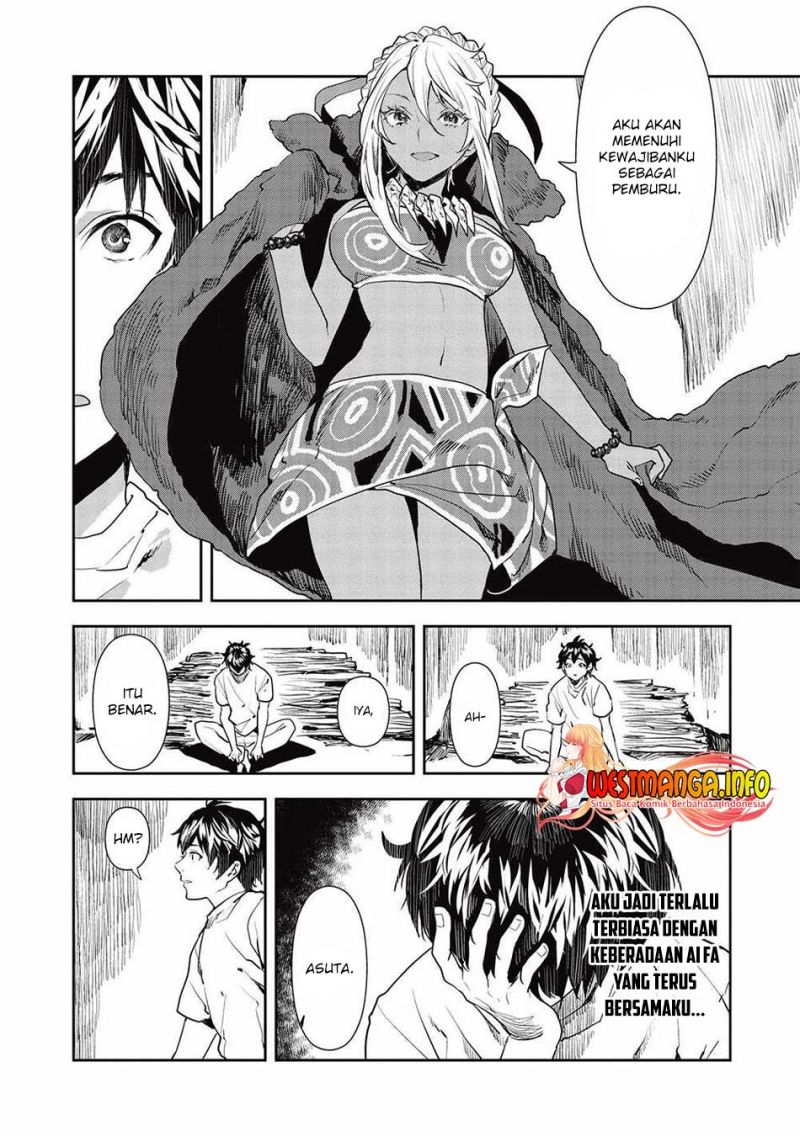 AKU AKAN
MEMENUHI
KEWAJIBANKU
SEBAGAI
PEMBURU.
AH-
IYA,
ITU
BENAR.
WESTMANGA.INFO
Situs Baca Komik Berbahasa Indonesia
AKU JADI TERLALU
TERBIASA DENGAN
KEBERADAAN AI FA
YANG TERUS
BERSAMAKU...
ASUTA.
HM?